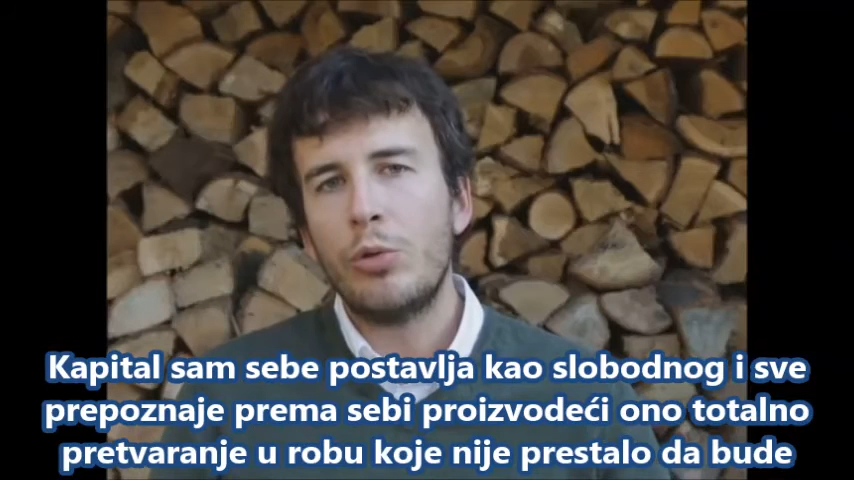 Kapital sam sebe postavlja kao slobodnog i sve
prepoznaje prema sebi proizvodeći ono totalno
pretvaranje u robu koje nije prestalo da bude